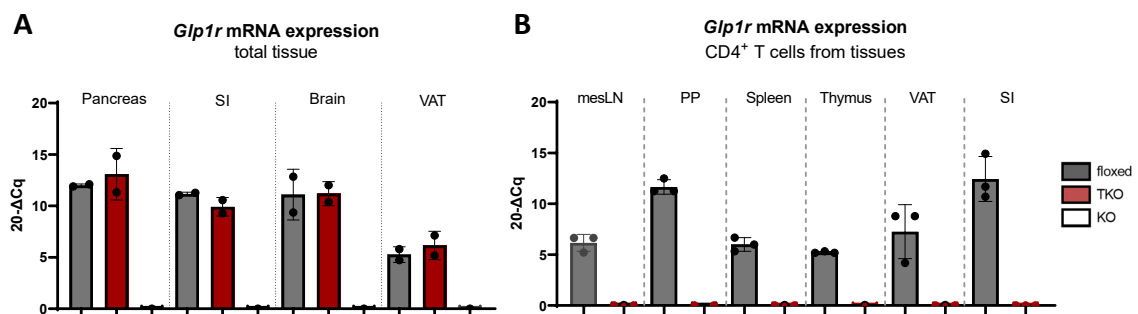 A
Glp1r mRNA expression
total tissue
20-ΔCq
20
15
10
5
0
Pancreas SI Brain VAT
B
Glp1r mRNA expression
CD4⁺ T cells from tissues
20-ΔCq
20
15
10
5
0
mesLN PP Spleen Thymus VAT SI
floxed
TKO
KO